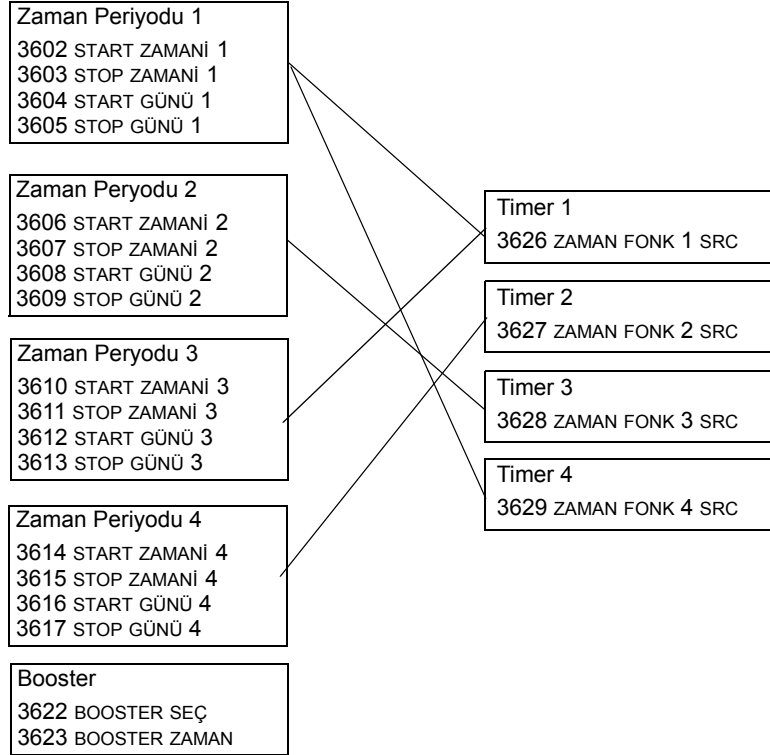 Zaman Periyodu 1
3602 START ZAMANİ 1
3603 STOP ZAMANİ 1
3604 START GÜNÜ 1
3605 STOP GÜNÜ 1
Zaman Peryodu 2
3606 START ZAMANİ 2
3607 STOP ZAMANİ 2
3608 START GÜNÜ 2
3609 STOP GÜNÜ 2
Zaman Peryodu 3
3610 START ZAMANİ 3
3611 STOP ZAMANİ 3
3612 START GÜNÜ 3
3613 STOP GÜNÜ 3
Zaman Periyodu 4
3614 START ZAMANİ 4
3615 STOP ZAMANİ 4
3616 START GÜNÜ 4
3617 STOP GÜNÜ 4
Booster
3622 BOOSTER SEÇ
3623 BOOSTER ZAMAN
Timer 1
3626 ZAMAN FONK 1 SRC
Timer 2
3627 ZAMAN FONK 2 SRC
Timer 3
3628 ZAMAN FONK 3 SRC
Timer 4
3629 ZAMAN FONK 4 SRC